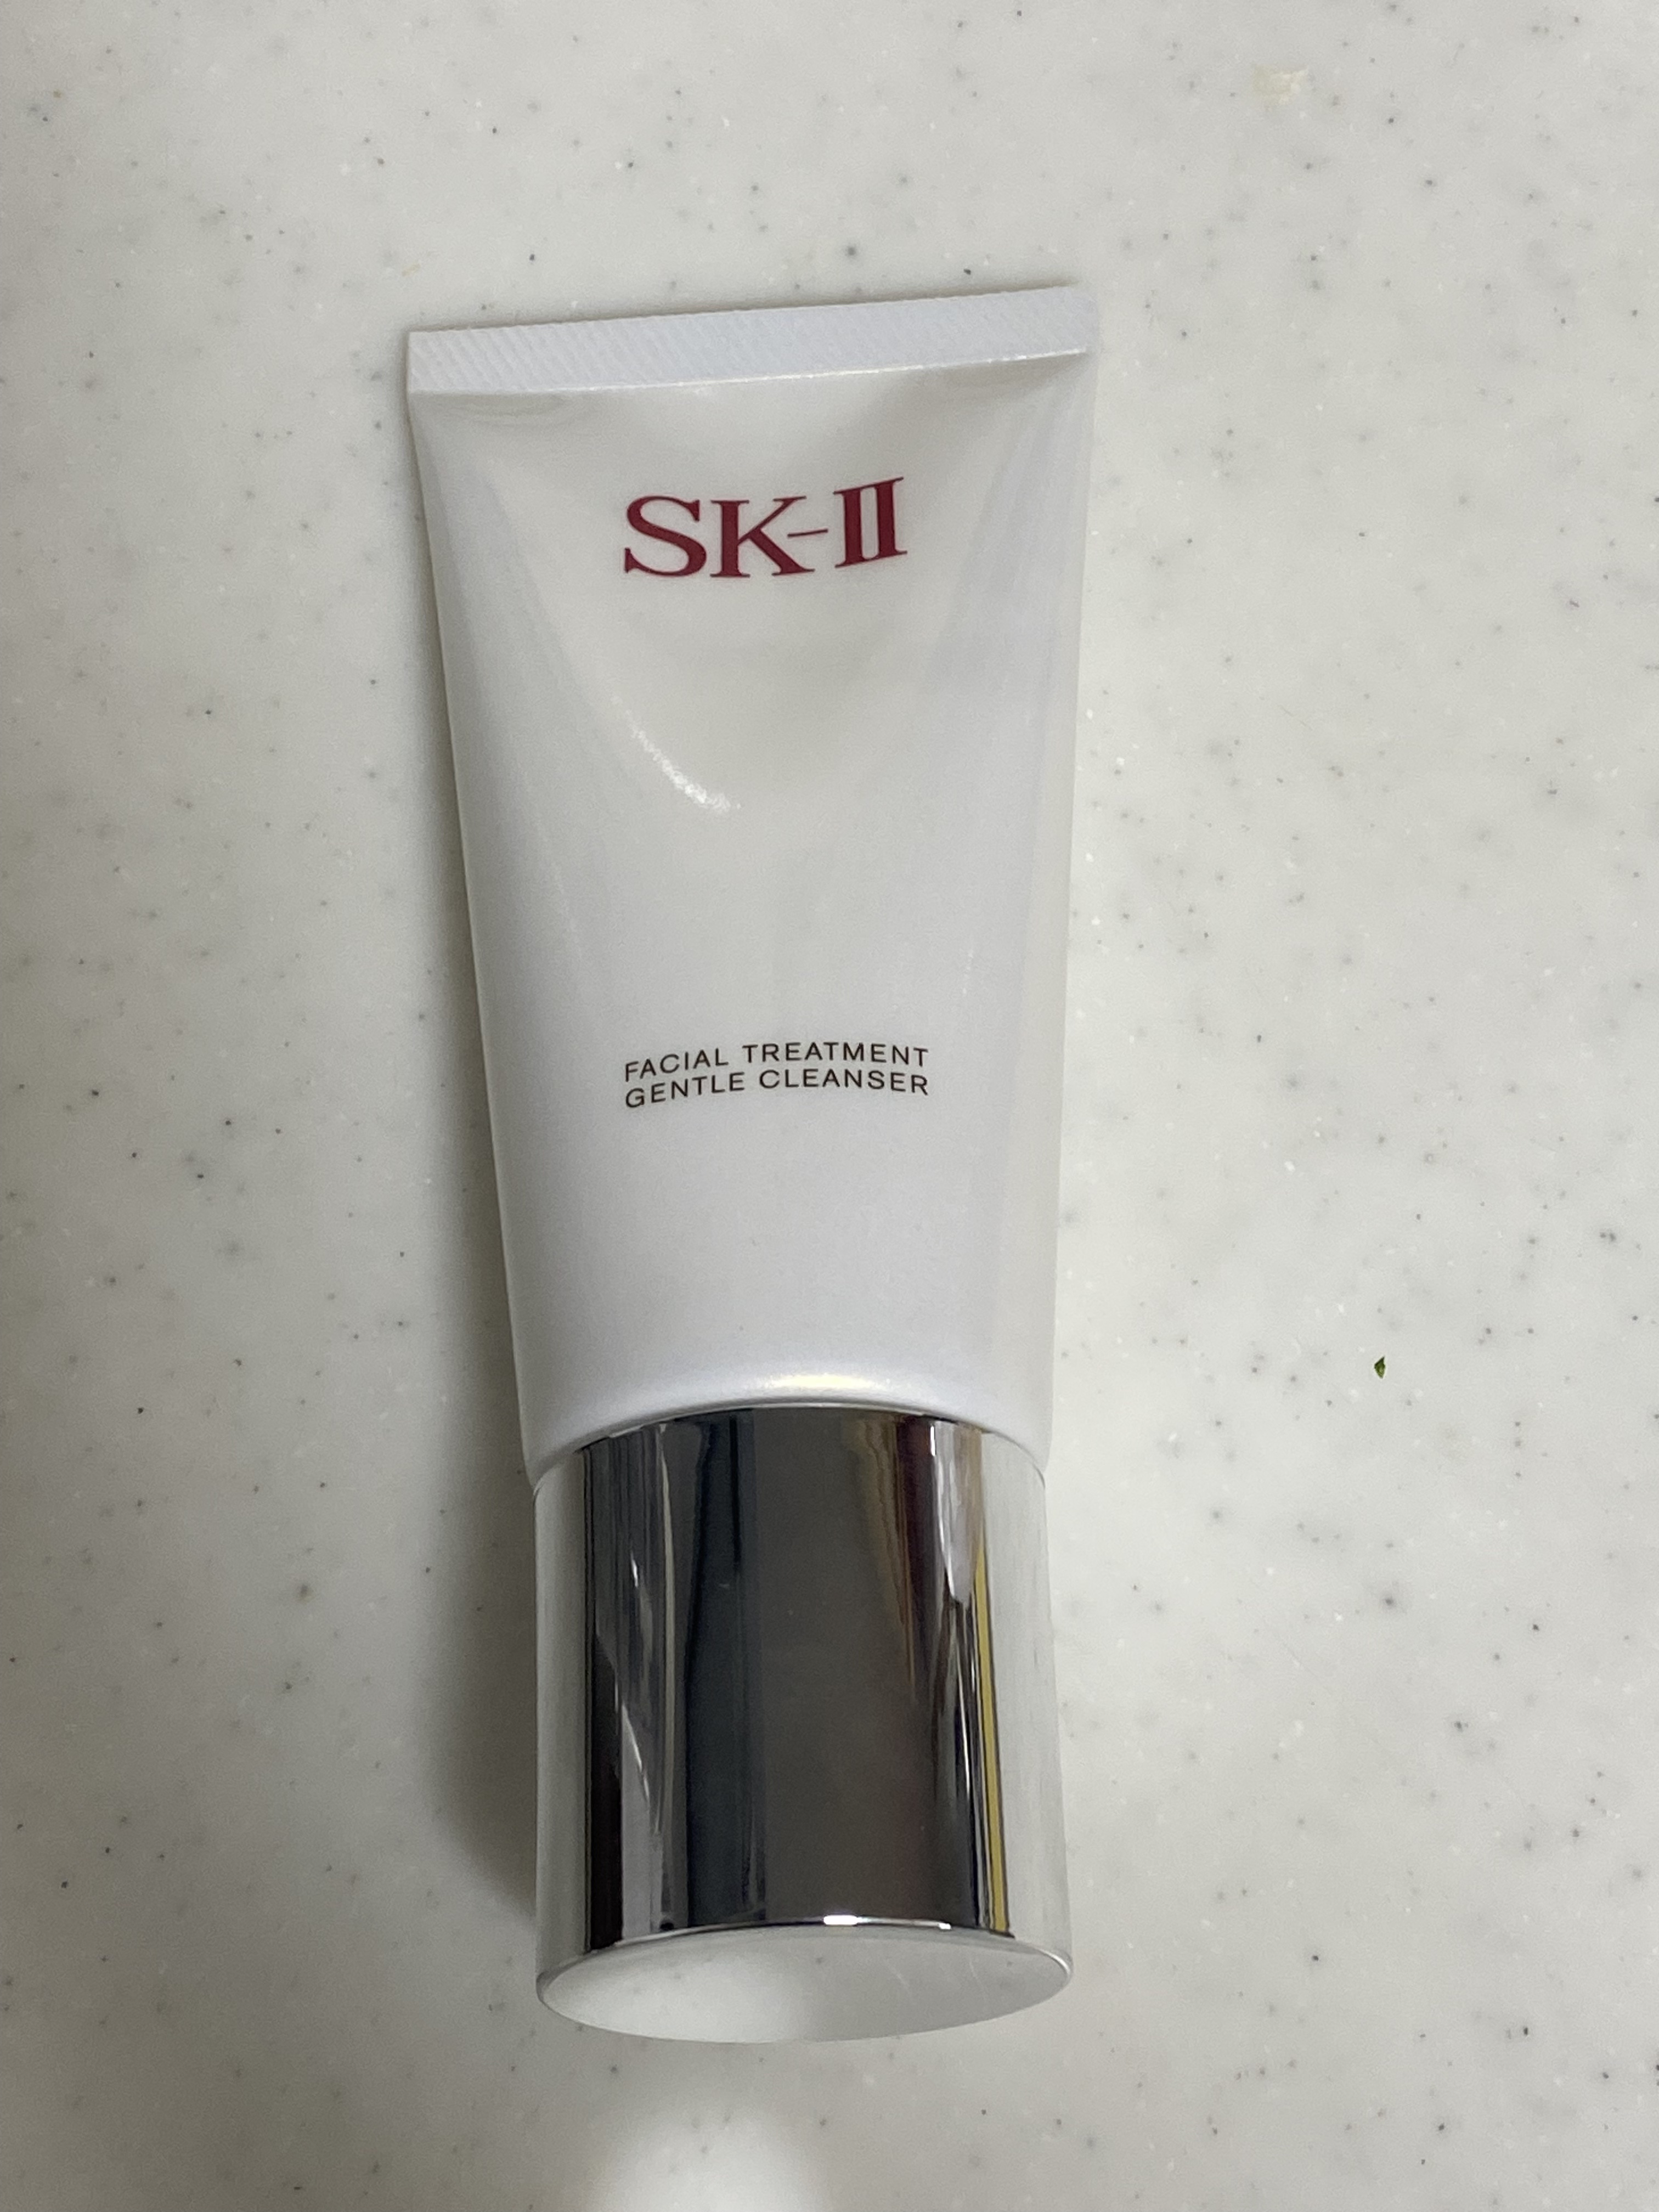 SK-II
FACIAL TREATMENT
GENTLE CLEANSER